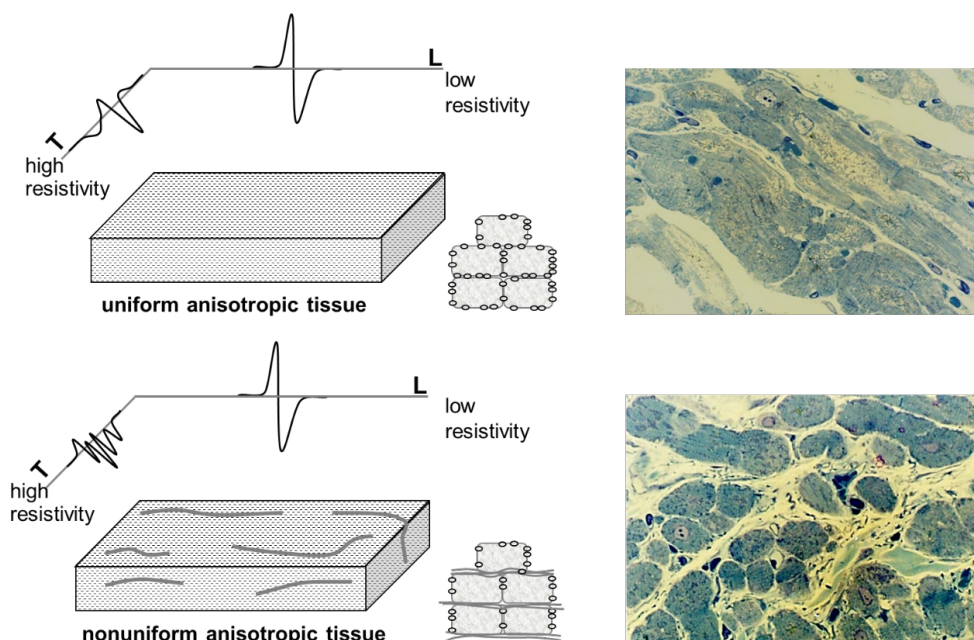 L
low
resistivity
T
high
resistivity
uniform anisotropic tissue
L
low
resistivity
T
high
resistivity
nonuniform anisotropic tissue